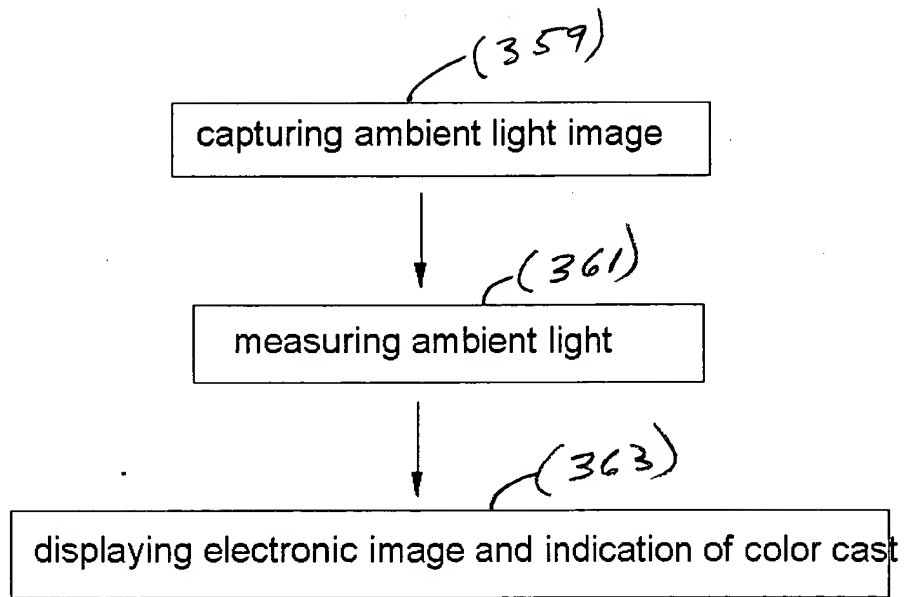 (359)
capturing ambient light image
(361)
measuring ambient light
(363)
displaying electronic image and indication of color cast